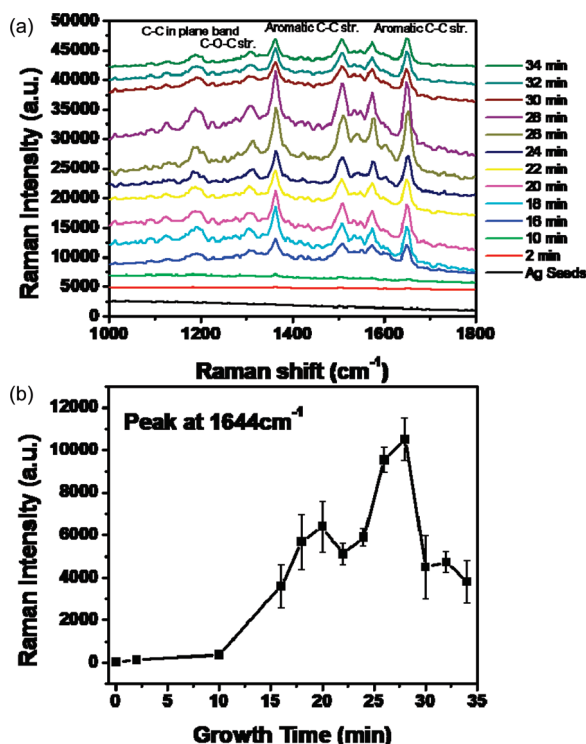 (a)
C-C in plane band
C-O-C str.
Aromatic C-C str.
Aromatic C-C str.
50000
45000
40000
35000
30000
25000
20000
15000
10000
5000
0
Raman Intensity (a.u.)
34 min
32 min
30 min
28 min
26 min
24 min
22 min
20 min
18 min
16 min
10 min
2 min
Ag Seeds
1000 1200 1400 1600 1800
Raman shift (cm⁻¹)
(b)
Peak at 1644cm⁻¹
12000
10000
8000
6000
4000
2000
0
Raman Intensity (a.u.)
0 5 10 15 20 25 30 35
Growth Time (min)